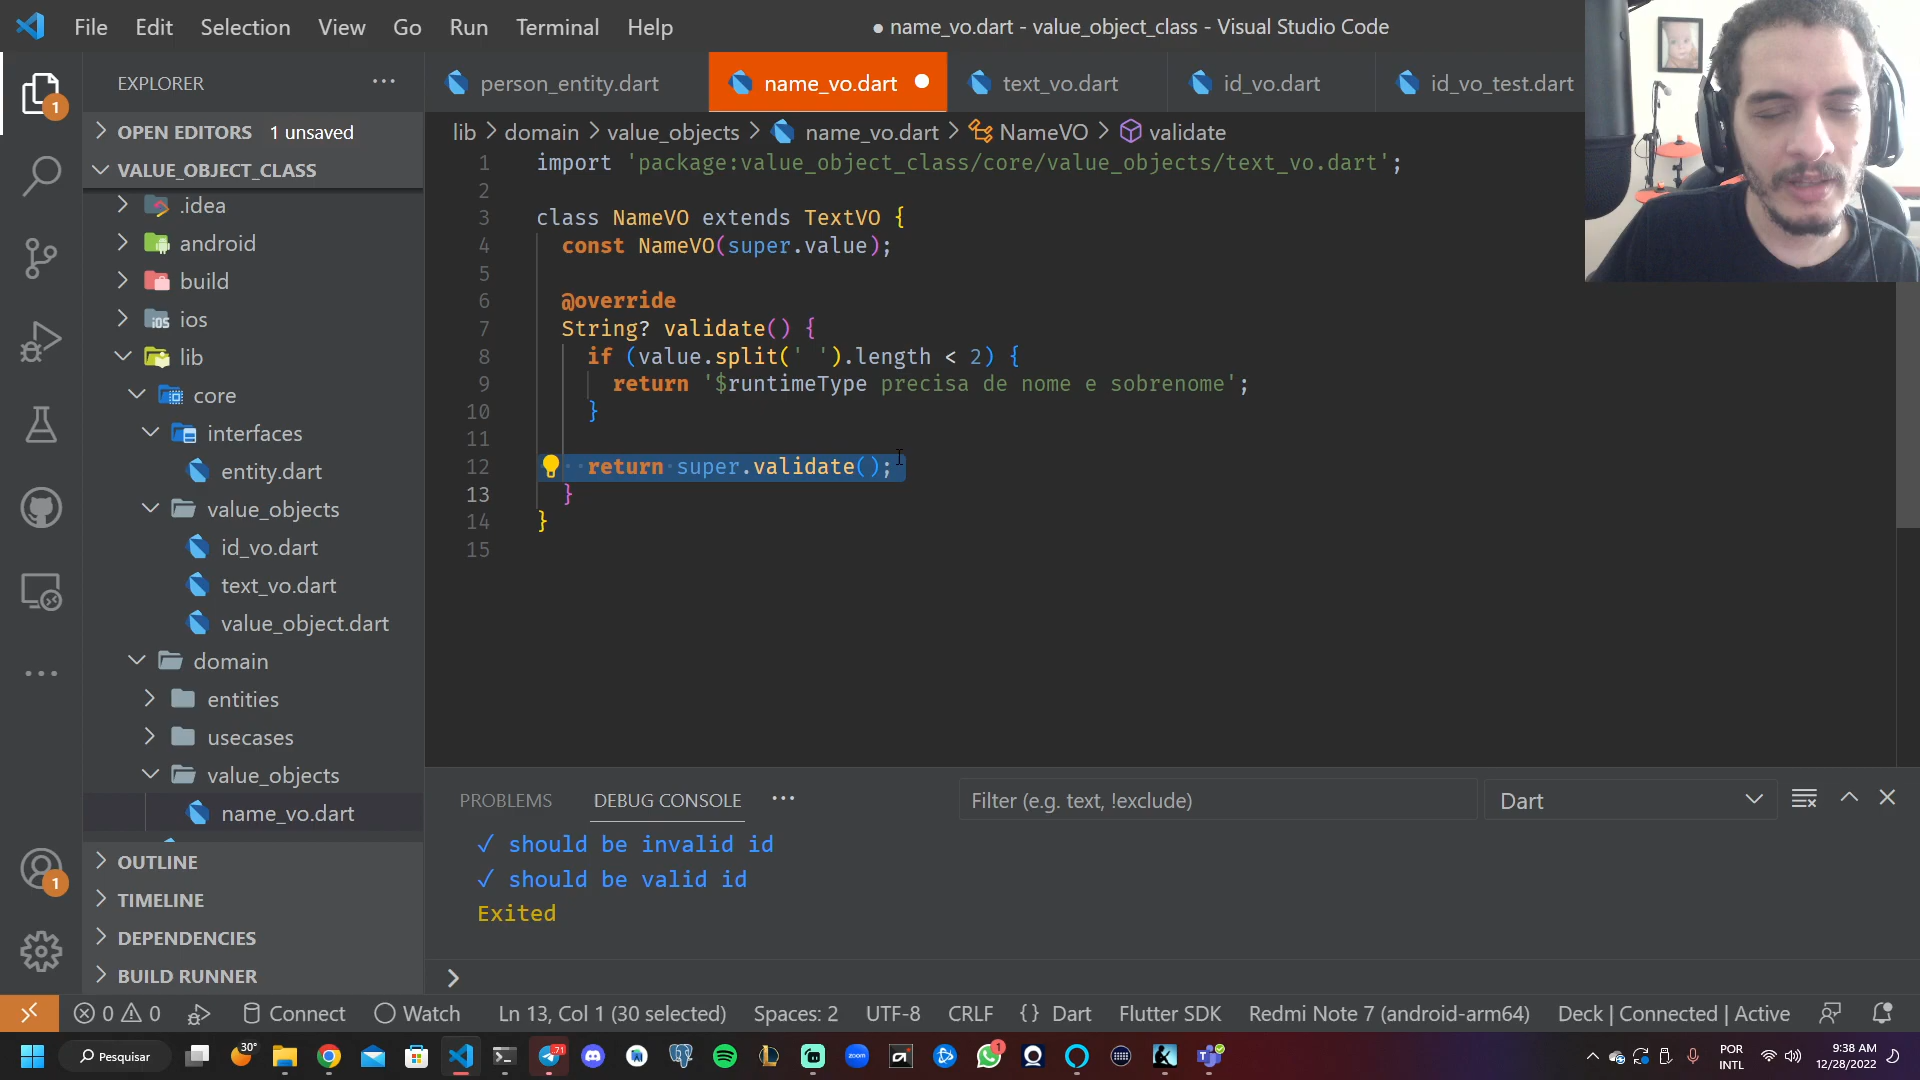 File Edit Selection View Go Run Terminal Help
● name_vo.dart - value_object_class - Visual Studio Code
EXPLORER
person_entity.dart name_vo.dart text_vo.dart id_vo.dart id_vo_test.dart
OPEN EDITORS 1 unsaved
VALUE_OBJECT_CLASS
.idea
android
build
ios
lib
core
interfaces
entity.dart
value_objects
id_vo.dart
text_vo.dart
value_object.dart
domain
entities
usecases
value_objects
name_vo.dart
OUTLINE
TIMELINE
DEPENDENCIES
BUILD RUNNER
1
1
lib > domain > value_objects > name_vo.dart > NameVO > validate
1 import 'package:value_object_class/core/value_objects/text_vo.dart';
2
3 class NameVO extends TextVO {
4 const NameVO(super.value);
5
6 @override
7 String? validate() {
8 if (value.split(' ').length < 2) {
9 return '$runtimeType precisa de nome e sobrenome';
10 }
11
12 return super.validate();
13 }
14 }
15
PROBLEMS DEBUG CONSOLE
Filter (e.g. text, !exclude)
Dart
✓ should be invalid id
✓ should be valid id
Exited
0 0 Connect Watch Ln 13, Col 1 (30 selected) Spaces: 2 UTF-8 CRLF {} Dart Flutter SDK Redmi Note 7 (android-arm64) Deck | Connected | Active
Pesquisar
30°
71
zoom
1
POR
INTL
9:38 AM
12/28/2022